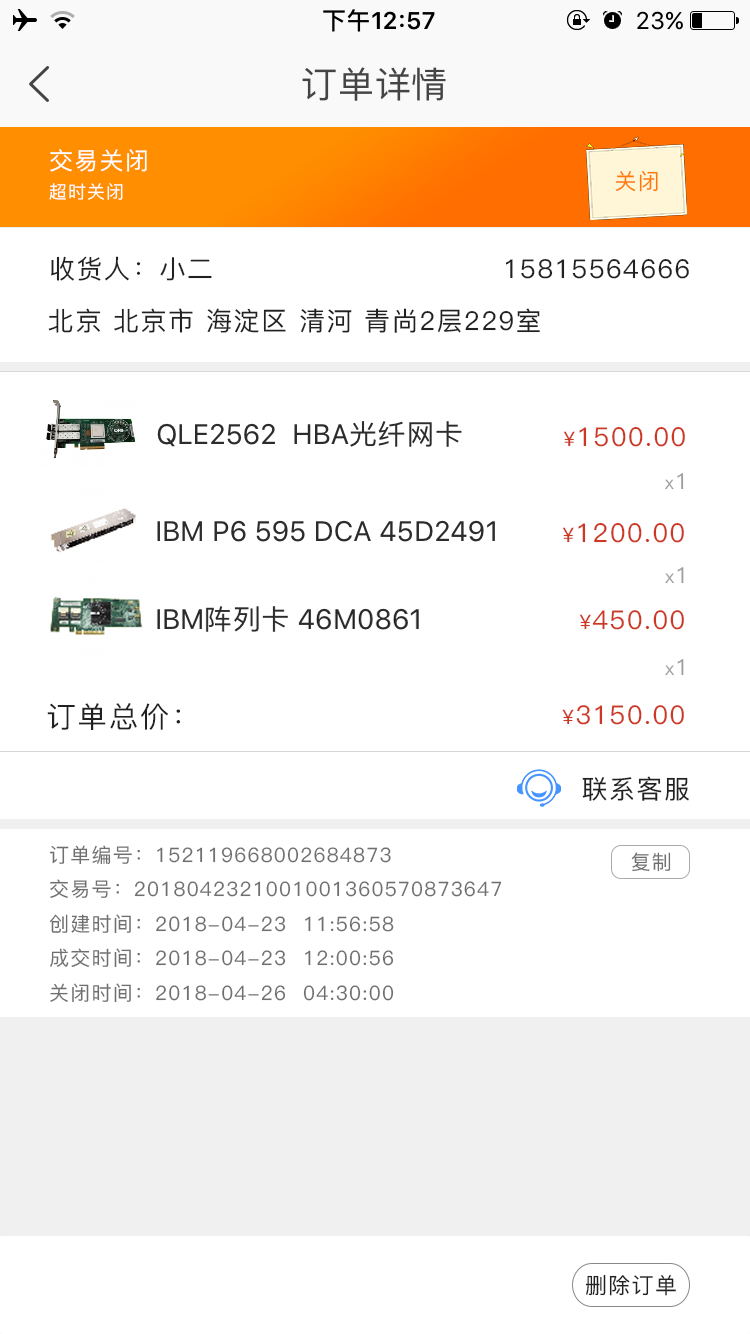 下午12:57
23%
订单详情
交易关闭
超时关闭
关闭
收货人：小二 15815564666
北京 北京市 海淀区 清河 青尚2层229室
QLE2562 HBA光纤网卡 ¥1500.00
x1
IBM P6 595 DCA 45D2491 ¥1200.00
x1
IBM阵列卡 46M0861 ¥450.00
x1
订单总价： ¥3150.00
联系客服
订单编号：152119668002684873 复制
交易号：2018042321001001360570873647
创建时间：2018-04-23 11:56:58
成交时间：2018-04-23 12:00:56
关闭时间：2018-04-26 04:30:00
删除订单